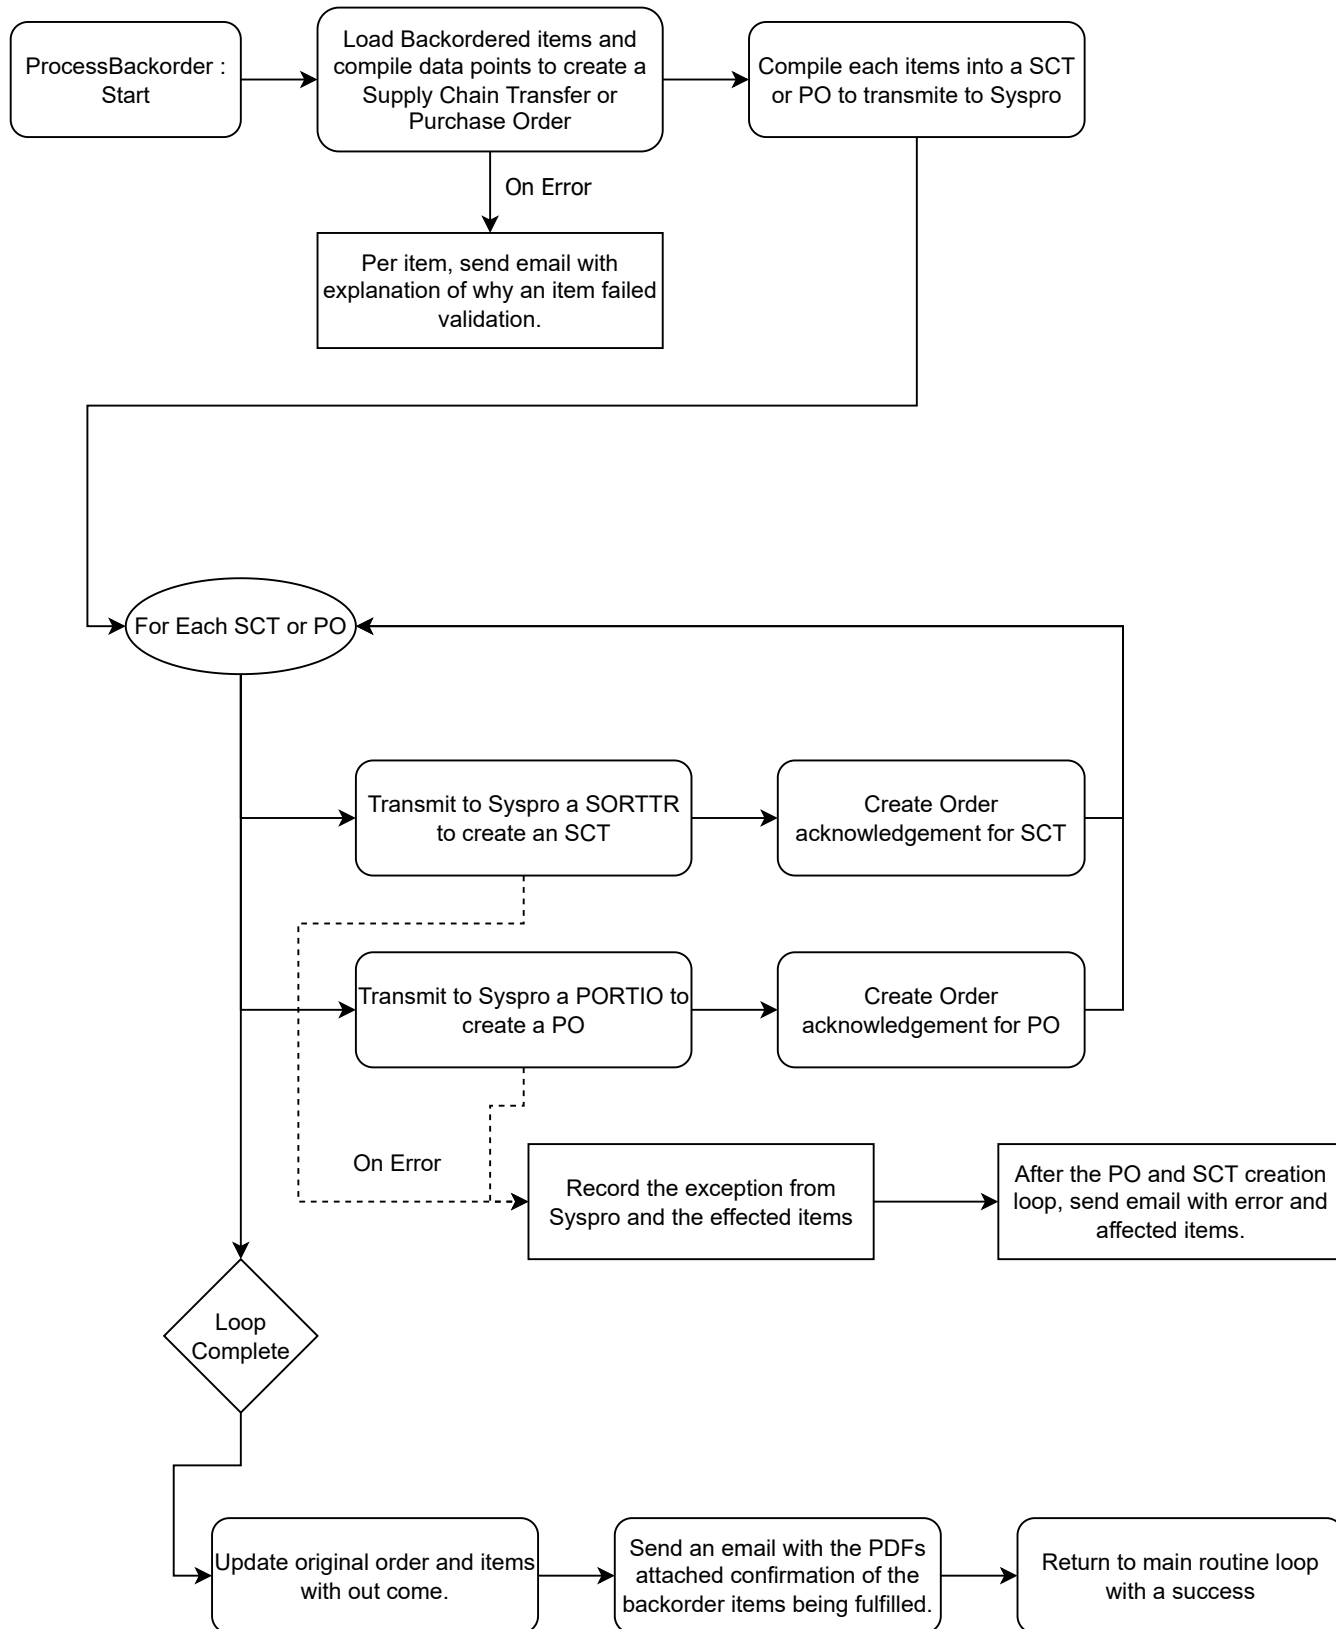 ProcessBackorder :
Start
Load Backordered items and
compile data points to create a
Supply Chain Transfer or
Purchase Order
Compile each items into a SCT
or PO to transmite to Syspro
On Error
Per item, send email with
explanation of why an item failed
validation.
For Each SCT or PO
Transmit to Syspro a SORTTR
to create an SCT
Create Order
acknowledgement for SCT
Transmit to Syspro a PORTIO to
create a PO
Create Order
acknowledgement for PO
On Error
Record the exception from
Syspro and the effected items
After the PO and SCT creation
loop, send email with error and
affected items.
Loop
Complete
Update original order and items
with out come.
Send an email with the PDFs
attached confirmation of the
backorder items being fulfilled.
Return to main routine loop
with a success